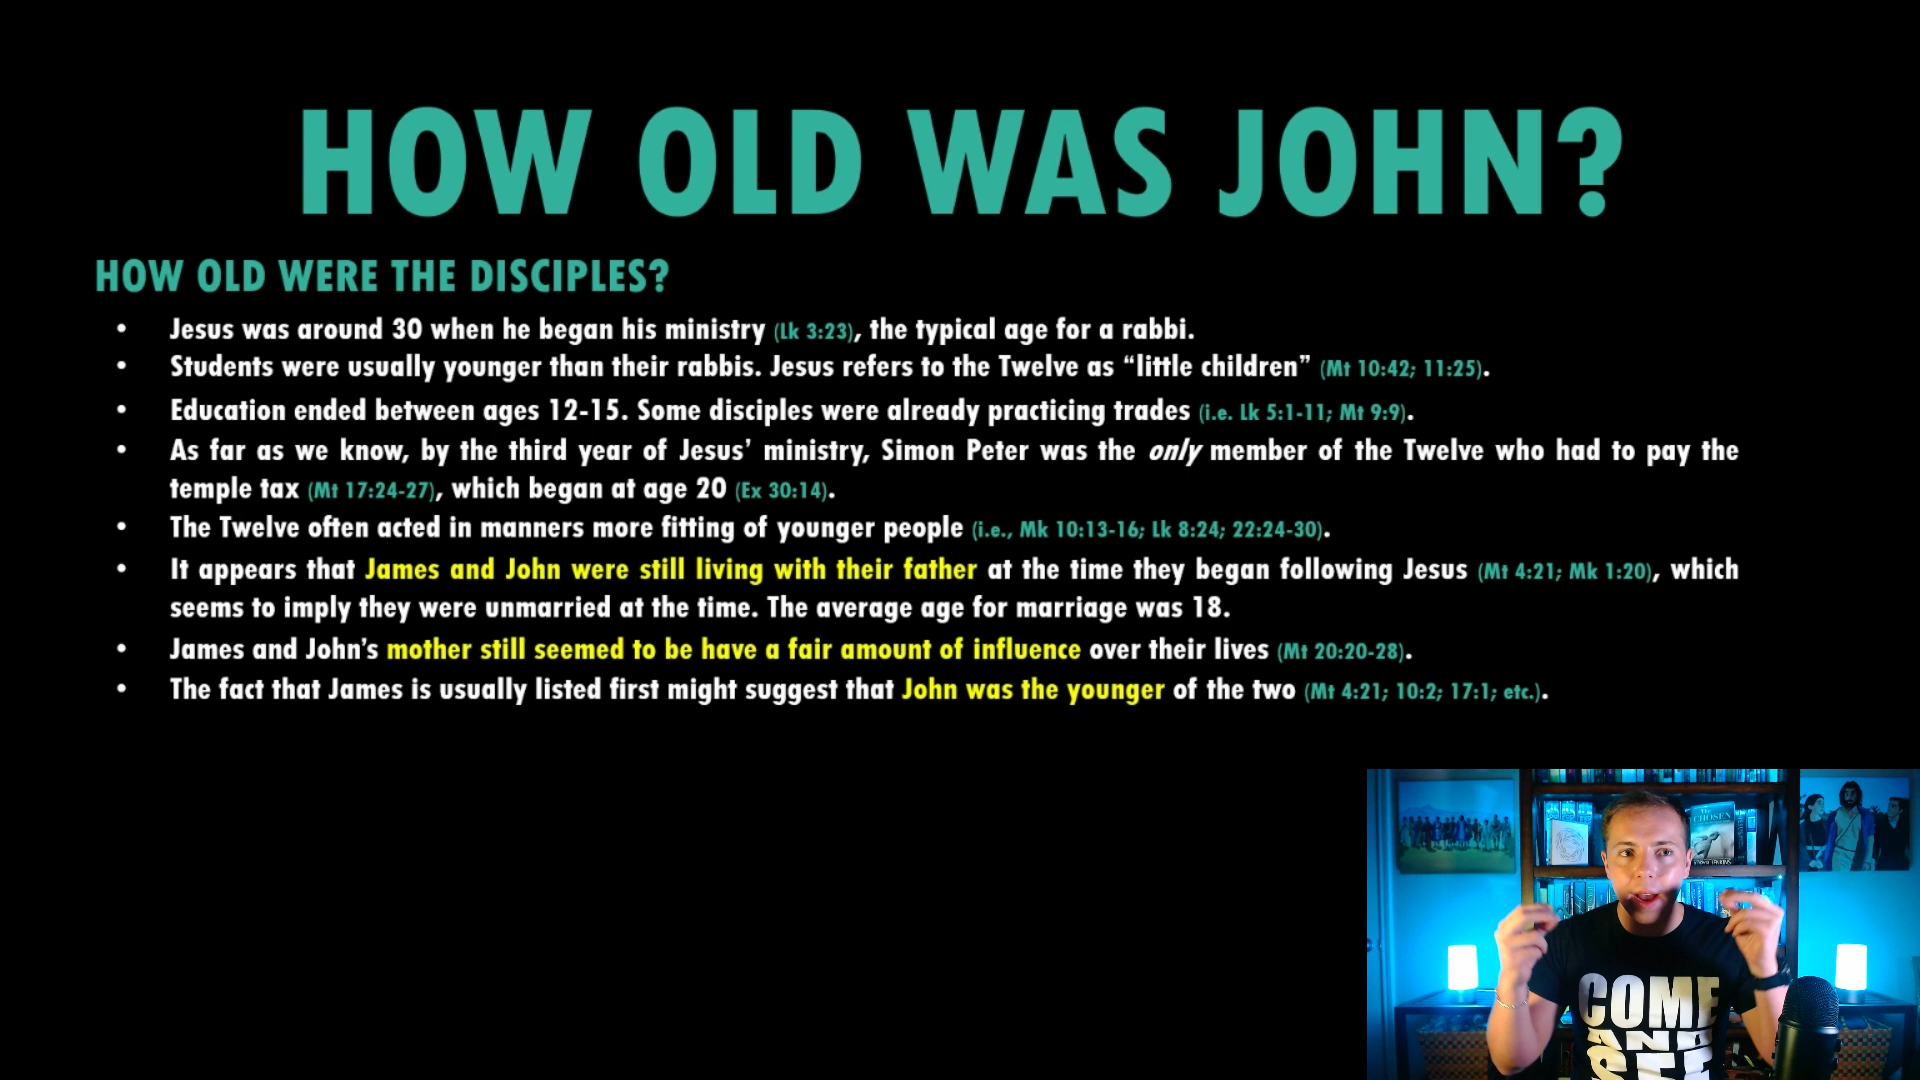 HOW OLD WAS JOHN?
HOW OLD WERE THE DISCIPLES?
• Jesus was around 30 when he began his ministry (Lk 3:23), the typical age for a rabbi.
• Students were usually younger than their rabbis. Jesus refers to the Twelve as “little children” (Mt 10:42; 11:25).
• Education ended between ages 12-15. Some disciples were already practicing trades (i.e. Lk 5:1-11; Mt 9:9).
• As far as we know, by the third year of Jesus’ ministry, Simon Peter was the only member of the Twelve who had to pay the
temple tax (Mt 17:24-27), which began at age 20 (Ex 30:14).
• The Twelve often acted in manners more fitting of younger people (i.e., Mk 10:13-16; Lk 8:24; 22:24-30).
• It appears that James and John were still living with their father at the time they began following Jesus (Mt 4:21; Mk 1:20), which
seems to imply they were unmarried at the time. The average age for marriage was 18.
• James and John’s mother still seemed to be have a fair amount of influence over their lives (Mt 20:20-28).
• The fact that James is usually listed first might suggest that John was the younger of the two (Mt 4:21; 10:2; 17:1; etc.).
The
CHOSEN
COME
AND
SEE